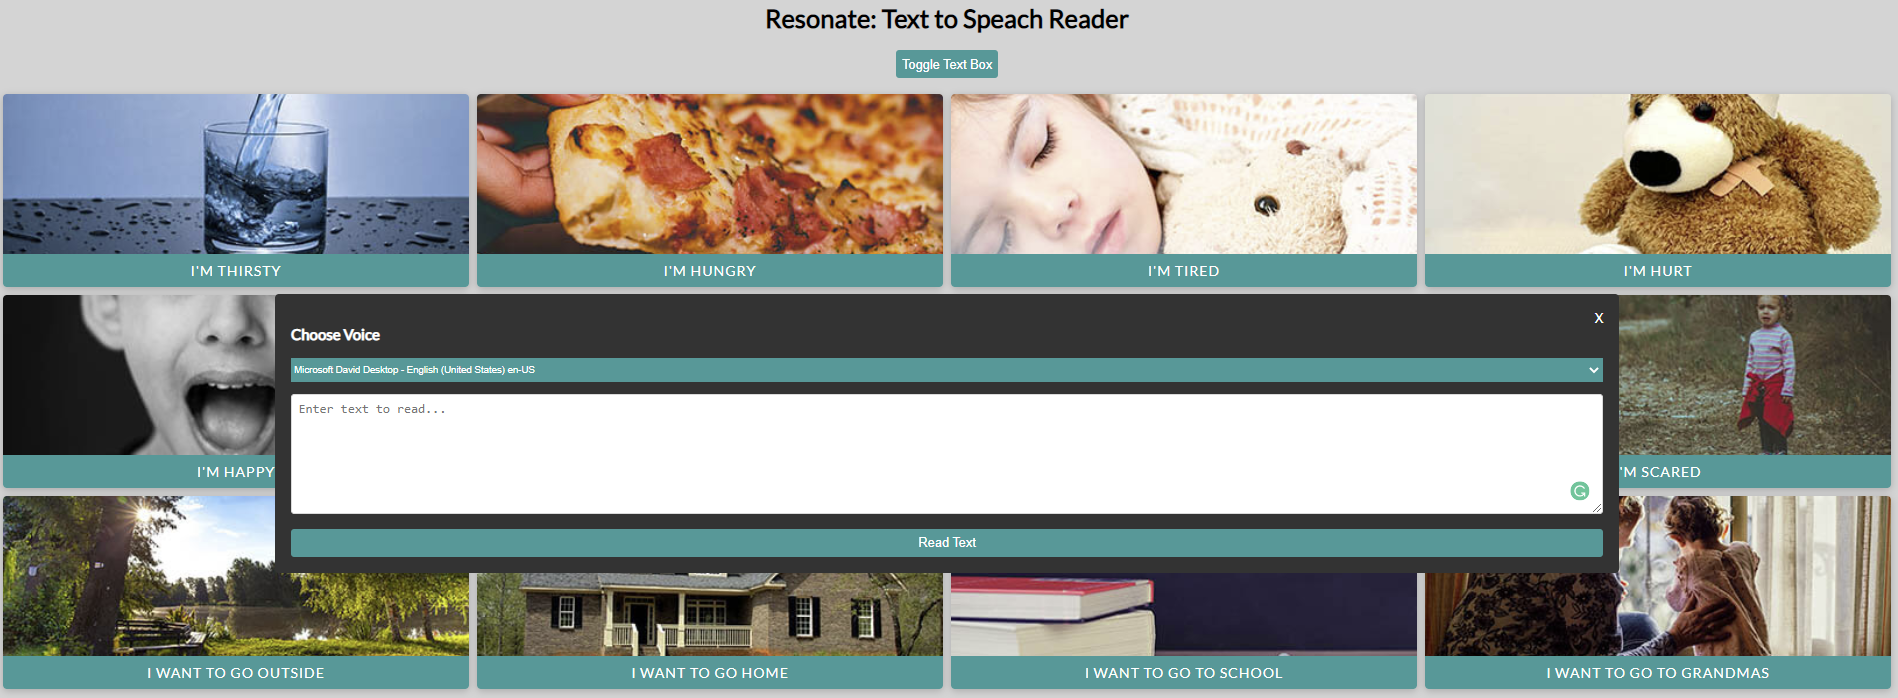 Resonate: Text to Speach Reader
Toggle Text Box
I'M THIRSTY
I'M HUNGRY
I'M TIRED
I'M HURT
X
Choose Voice
Microsoft David Desktop - English (United States) en-US
Enter text to read...
Read Text
I'M HAPPY
'M SCARED
I WANT TO GO OUTSIDE
I WANT TO GO HOME
I WANT TO GO TO SCHOOL
I WANT TO GO TO GRANDMAS